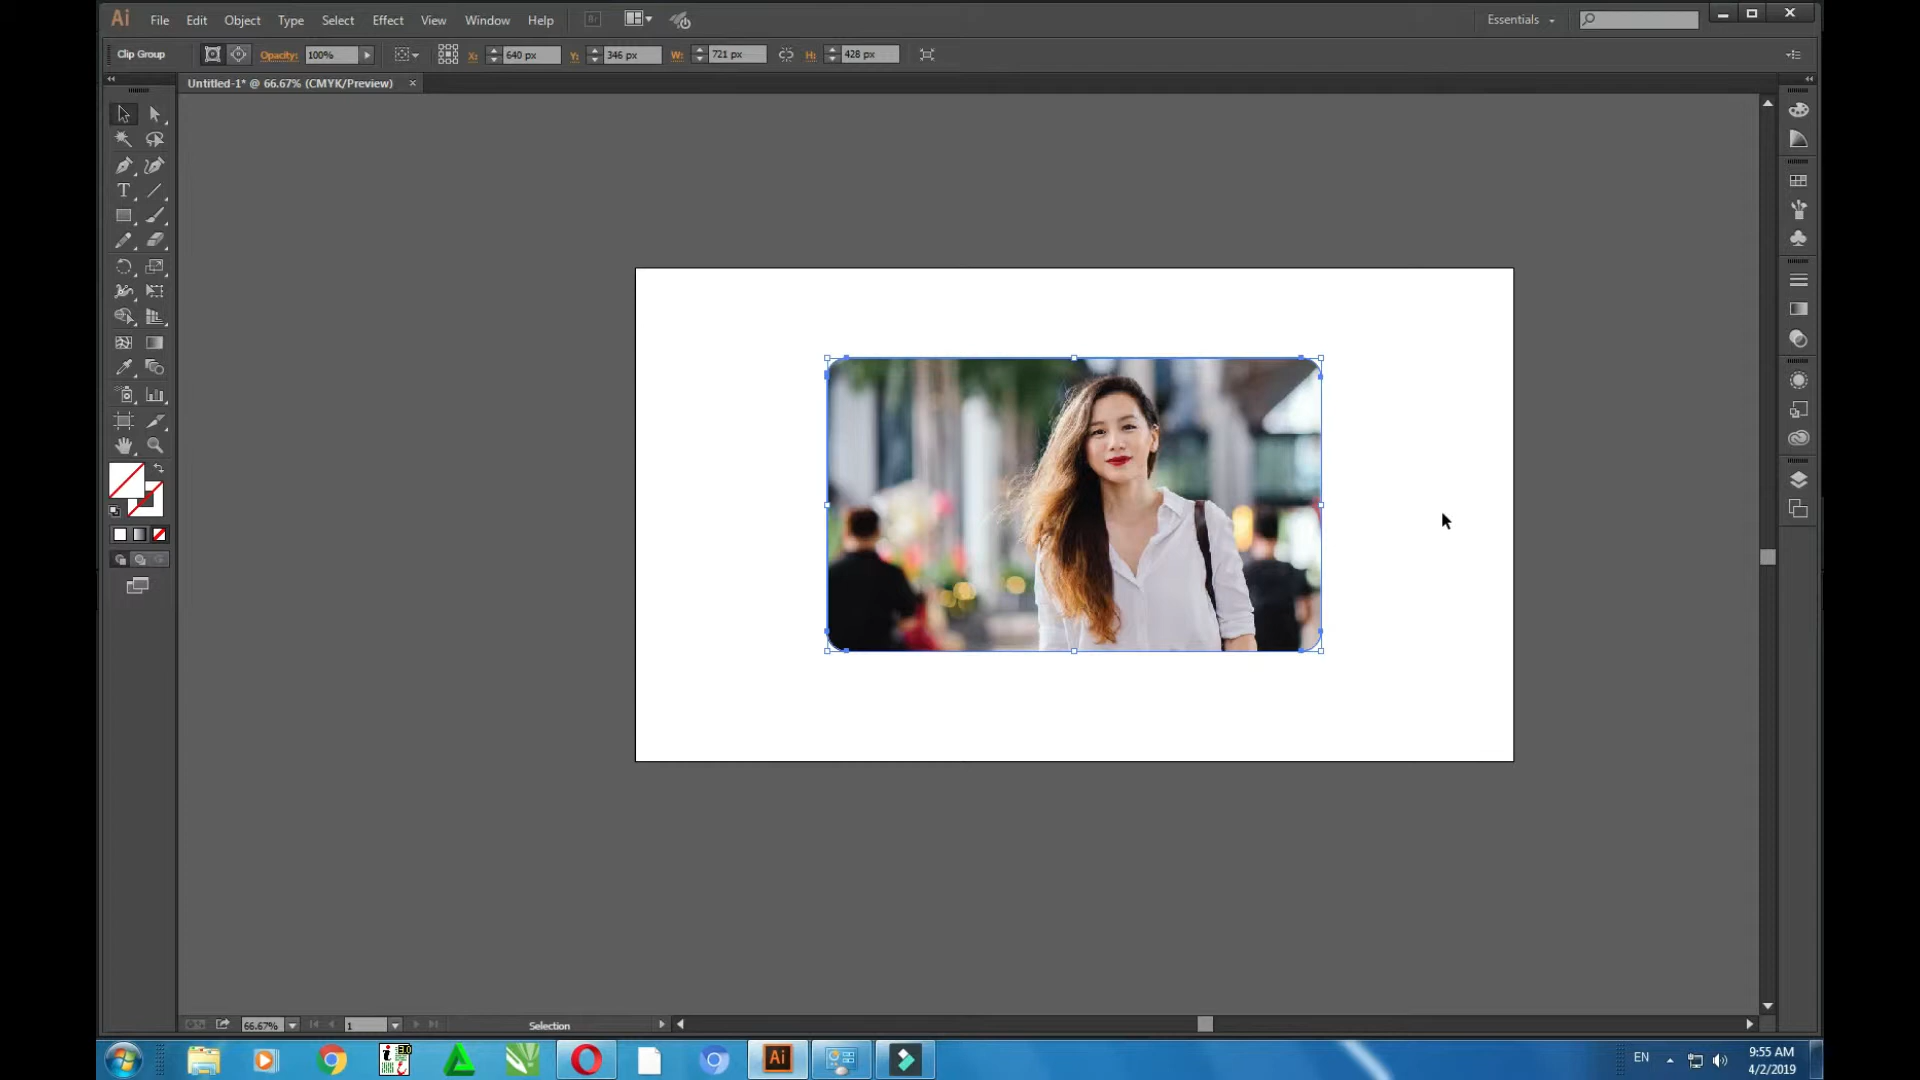 Ai File Edit Object Type Select Effect View Window Help Br Essentials
Clip Group Opacity: 100% X: 640 px Y: 346 px W: 721 px H: 428 px
Untitled-1* @ 66.67% (CMYK/Preview)
T
66.67% 1 Selection
Ai EN 9:55 AM
4/2/2019